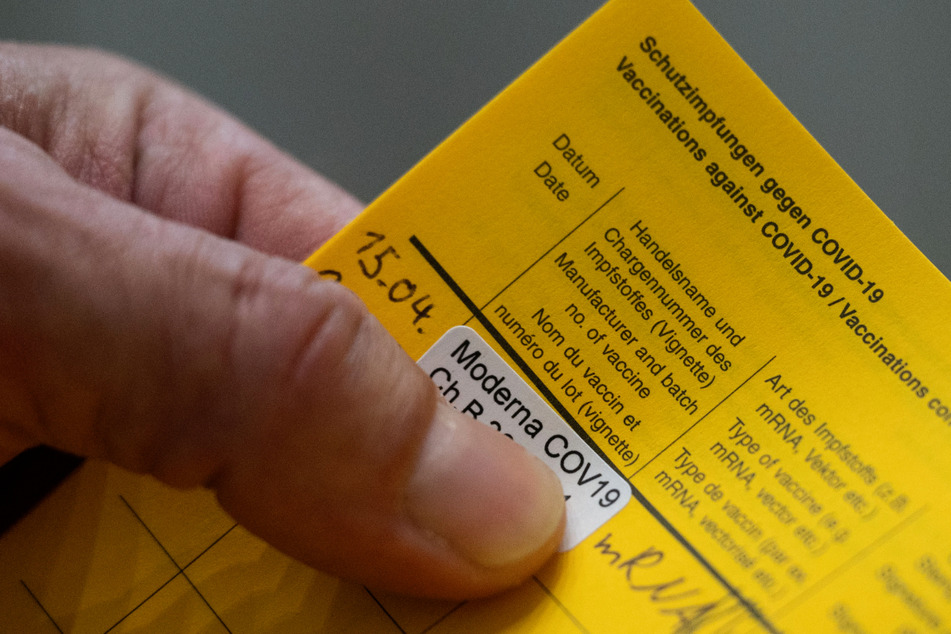 Schutzimpfungen gegen COVID-19
Vaccinations against COVID-19 / Vaccinations
Datum
Date
Handelsname und
Chargennummer des
Impfstoffes (Vignette)
Manufacturer and batch
no. of vaccine
Nom du vaccin et
numéro du lot (vignette)
Art des Impfstoffs (z.B.
mRNA, Vektor etc.)
Type of vaccine (e.g.
mRNA, vector etc.)
Type de vaccin (par ex.
mRNA, vectorisé etc.)
15.04.
Moderna COV19
Ch.B.
mRNA